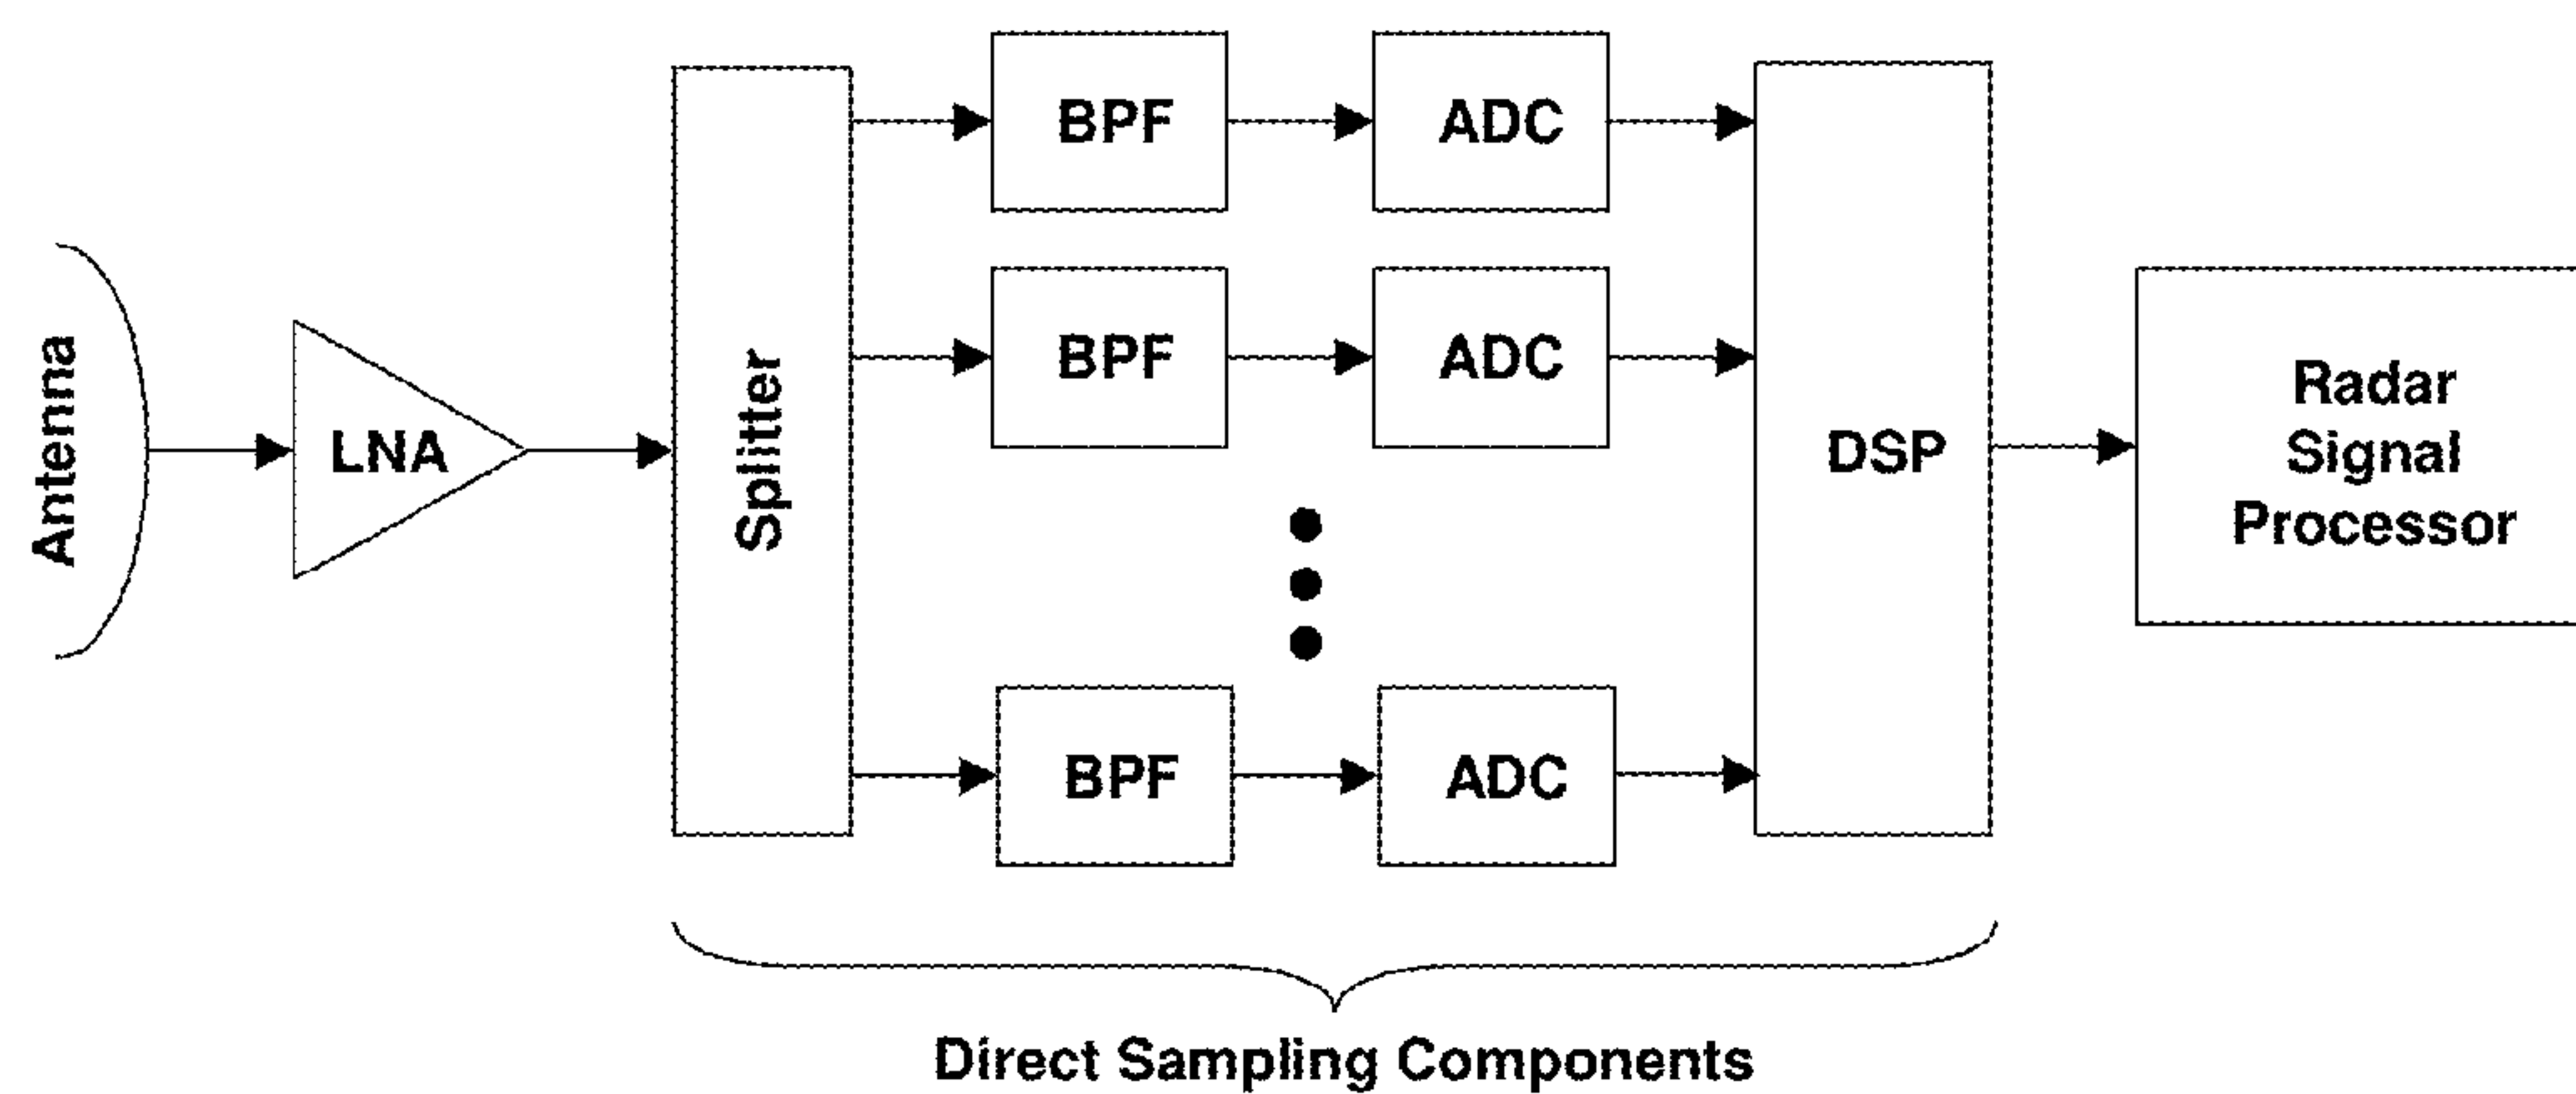 Antenna
LNA
Splitter
BPF
ADC
BPF
ADC
BPF
ADC
DSP
Radar
Signal
Processor
Direct Sampling Components